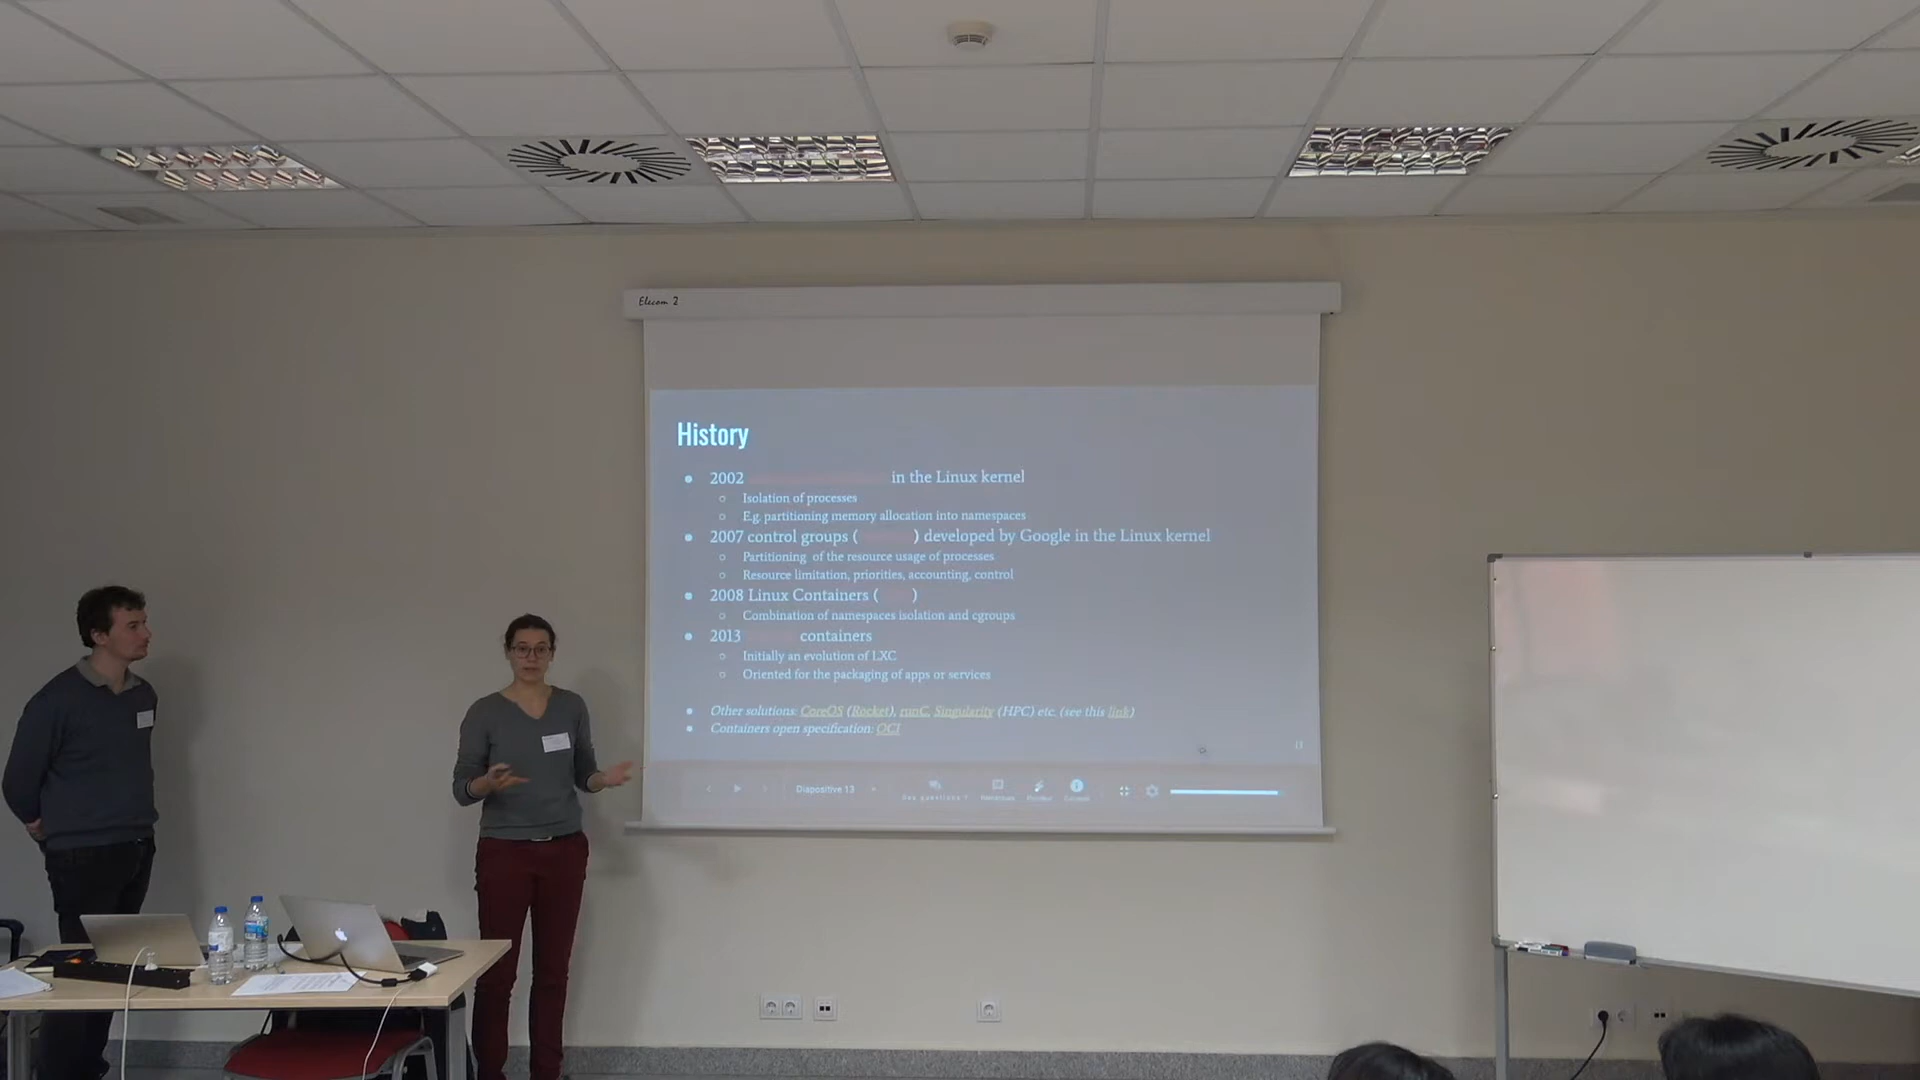 Elecom 2
History
2002 in the Linux kernel
Isolation of processes
E.g. partitioning memory allocation into namespaces
2007 control groups ( ) developed by Google in the Linux kernel
Partitioning of the resource usage of processes
Resource limitation, priorities, accounting, control
2008 Linux Containers ( )
Combination of namespaces isolation and cgroups
2013 containers
Initially an evolution of LXC
Oriented for the packaging of apps or services
Other solutions: CoreOS (Rocket), runC, Singularity (HPC) etc. (see this link)
Containers open specification: OCI
13
Diapositive 13